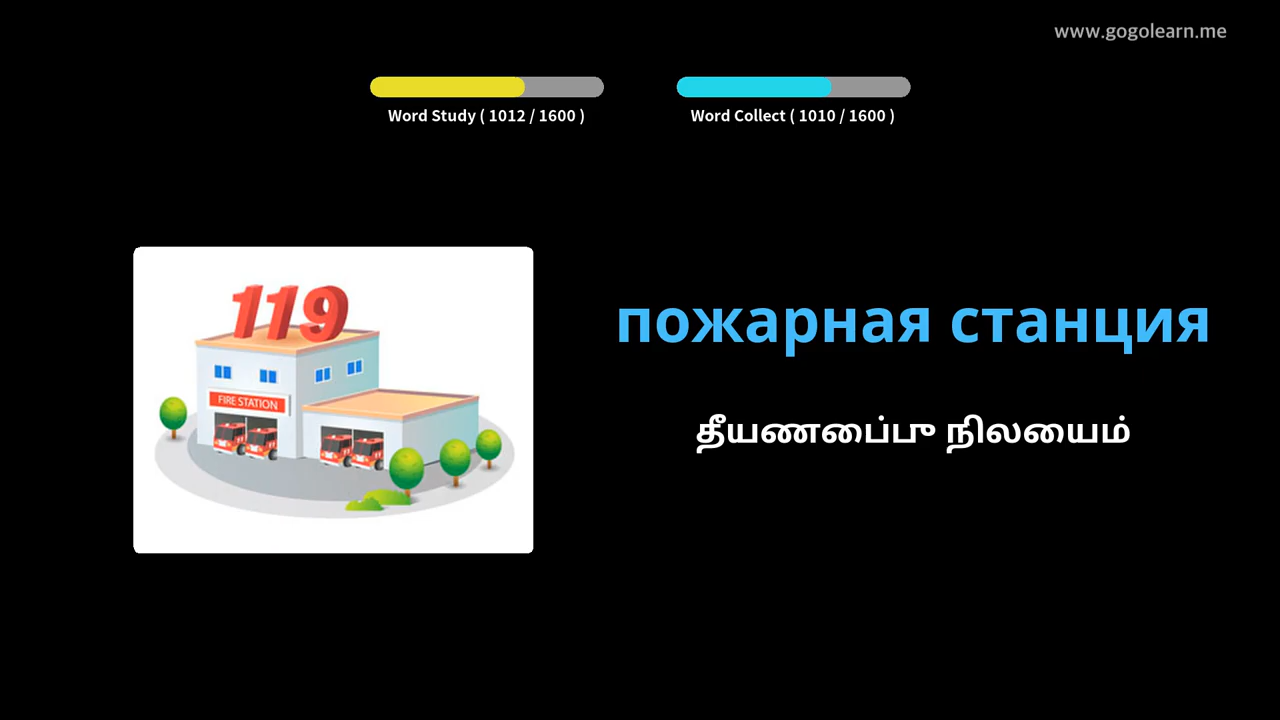 www.gogolearn.me
Word Study ( 1012 / 1600 )
Word Collect ( 1010 / 1600 )
119
FIRE STATION
пожарная станция
தீயணைப்பு நிலையம்